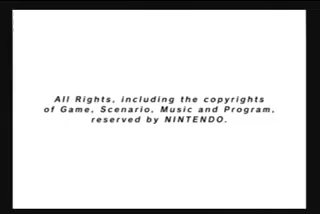 All Rights, including the copyrights
of Game, Scenario, Music and Program,
reserved by NINTENDO.